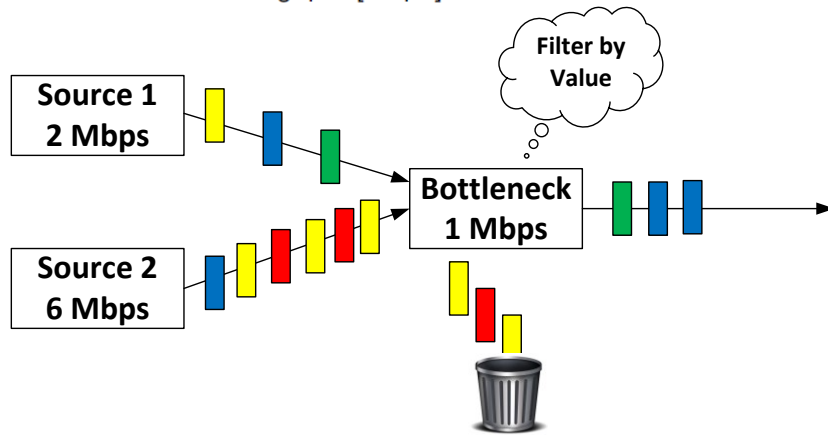 Filter by
Value
Source 1
2 Mbps
Bottleneck
1 Mbps
Source 2
6 Mbps